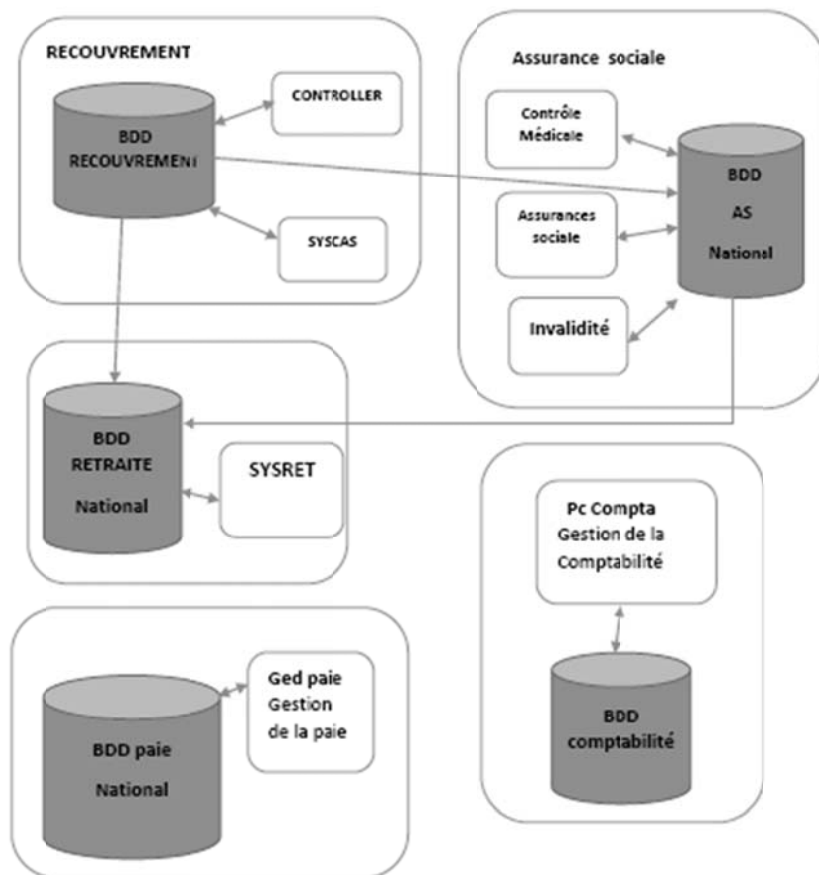 RECOUVREMENT
CONTROLLER
BDD
RECOUVREMENT
SYSCAS
Assurance sociale
Contrôle
Médicale
BDD
AS
National
Assurances
sociale
Invalidité
BDD
RETRAITE
National
SYSRET
Pc Compta
Gestion de la
Comptabilité
BDD
comptabilité
Ged paie
Gestion
de la paie
BDD paie
National